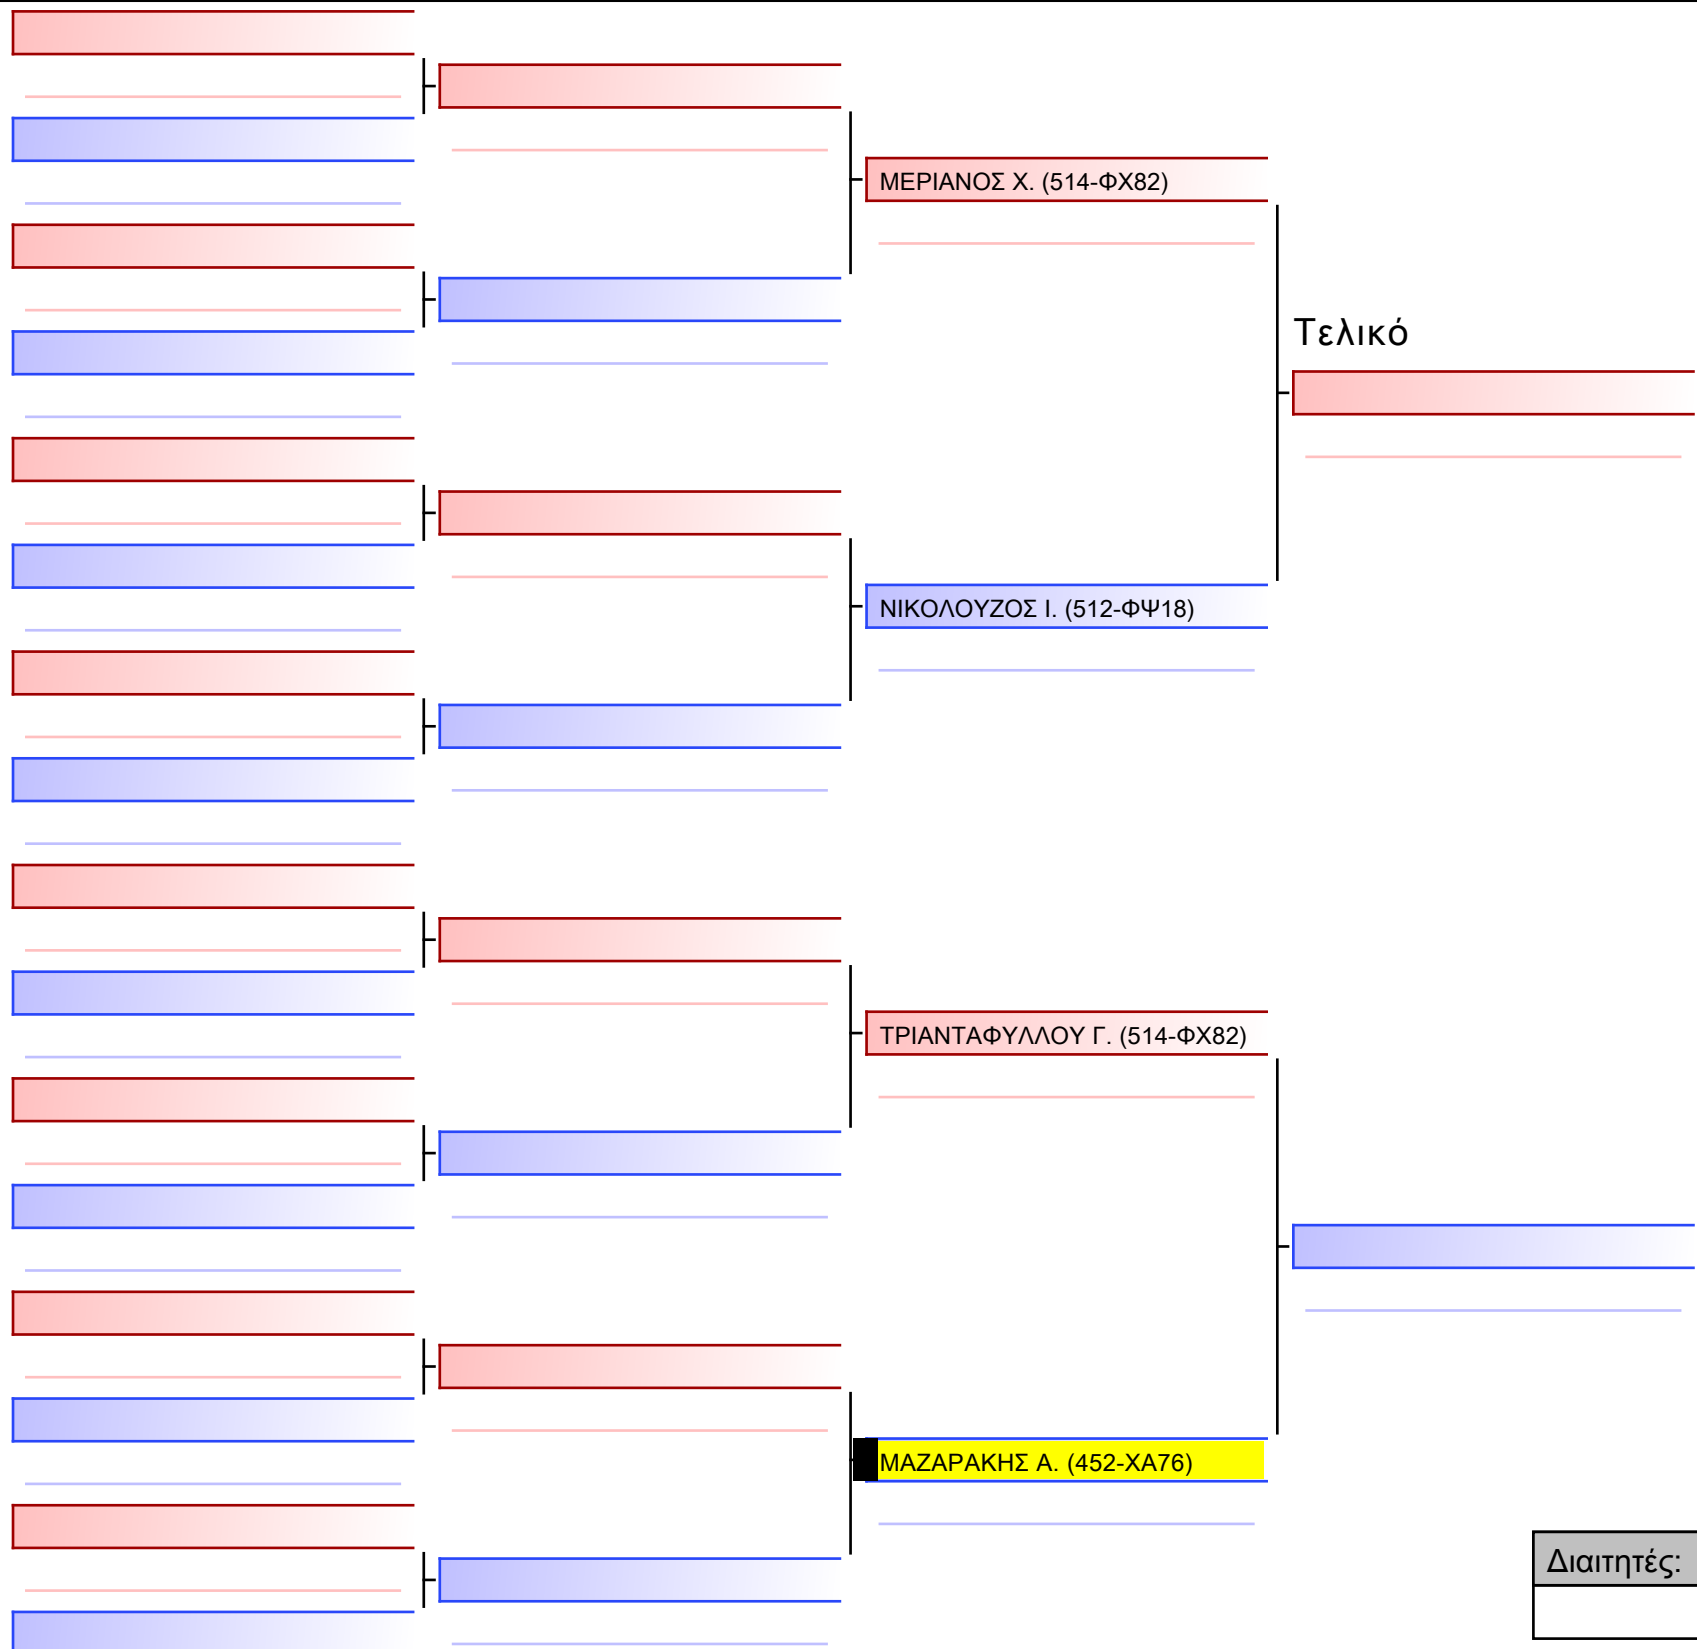 ΜΕΡΙΑΝΟΣ Χ. (514-ΦΧ82)
Τελικό
ΝΙΚΟΛΟΥΖΟΣ Ι. (512-ΦΨ18)
ΤΡΙΑΝΤΑΦΥΛΛΟΥ Γ. (514-ΦΧ82)
ΜΑΖΑΡΑΚΗΣ Α. (452-ΧΑ76)
Διαιτητές: